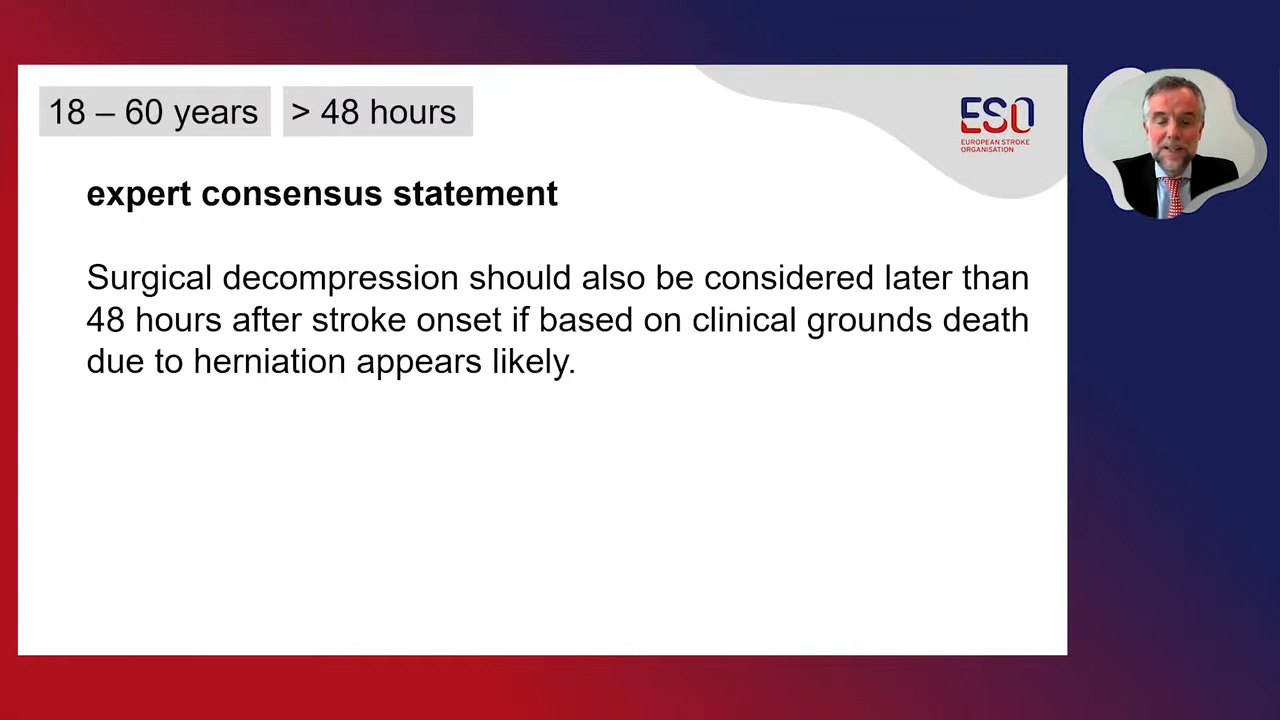 18 – 60 years
> 48 hours
ESO
EUROPEAN STROKE
ORGANISATION
expert consensus statement
Surgical decompression should also be considered later than
48 hours after stroke onset if based on clinical grounds death
due to herniation appears likely.